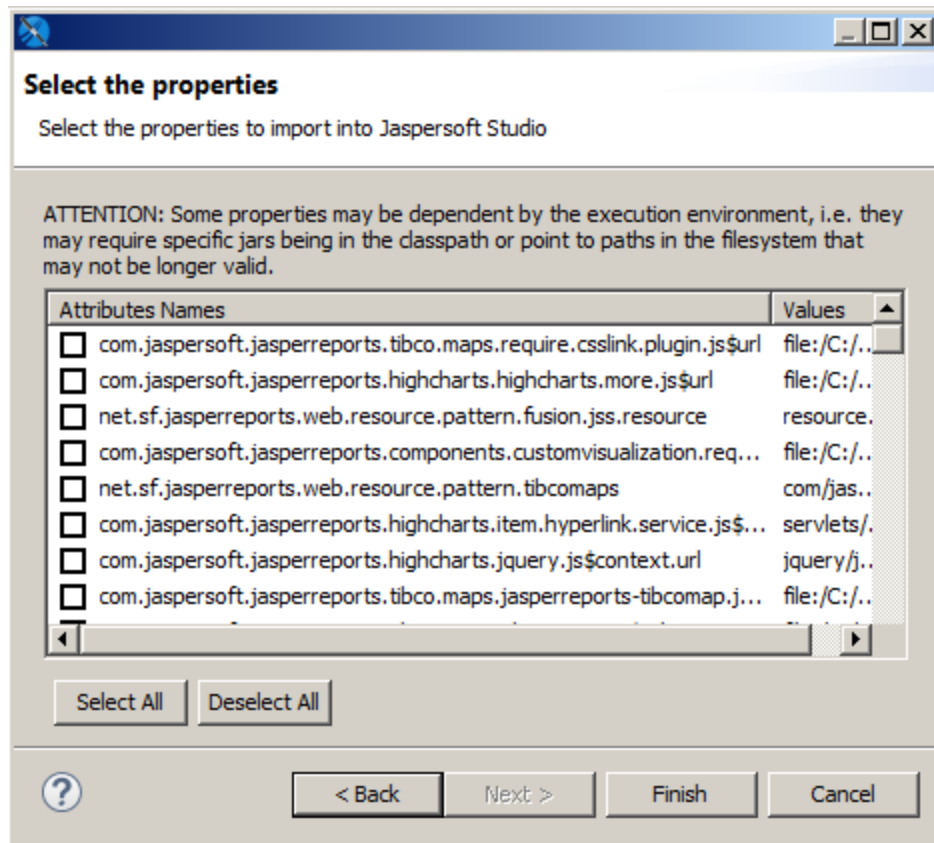 Select the properties
Select the properties to import into Jaspersoft Studio
ATTENTION: Some properties may be dependent by the execution environment, i.e. they
may require specific jars being in the classpath or point to paths in the filesystem that
may not be longer valid.
Attributes Names Values
com.jaspersoft.jasperreports.tibco.maps.require.csslink.plugin.js$url file:/C:/..
com.jaspersoft.jasperreports.highcharts.highcharts.more.js$url file:/C:/..
net.sf.jasperreports.web.resource.pattern.fusion.jss.resource resource.
com.jaspersoft.jasperreports.components.customvisualization.req... file:/C:/..
net.sf.jasperreports.web.resource.pattern.tibcomaps com/jas..
com.jaspersoft.jasperreports.highcharts.item.hyperlink.service.js$... servlets/.
com.jaspersoft.jasperreports.highcharts.jquery.js$context.url jquery/j..
com.jaspersoft.jasperreports.tibco.maps.jasperreports-tibcomap.j... file:/C:/..
Select All Deselect All
? < Back Next > Finish Cancel